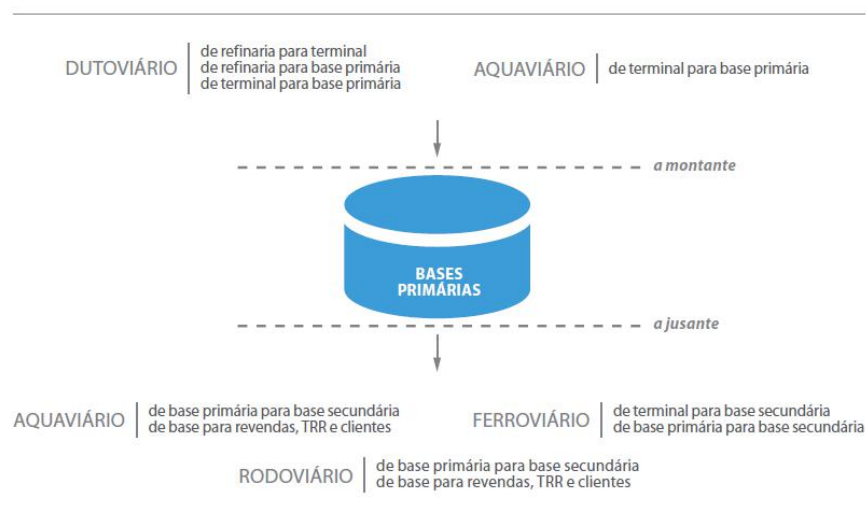 DUTOVIÁRIO
de refinaria para terminal
de refinaria para base primária
de terminal para base primária
AQUAVIÁRIO
de terminal para base primária
a montante
BASES
PRIMÁRIAS
a jusante
AQUAVIÁRIO
de base primária para base secundária
de base para revendas, TRR e clientes
FERROVIÁRIO
de terminal para base secundária
de base primária para base secundária
RODOVIÁRIO
de base primária para base secundária
de base para revendas, TRR e clientes